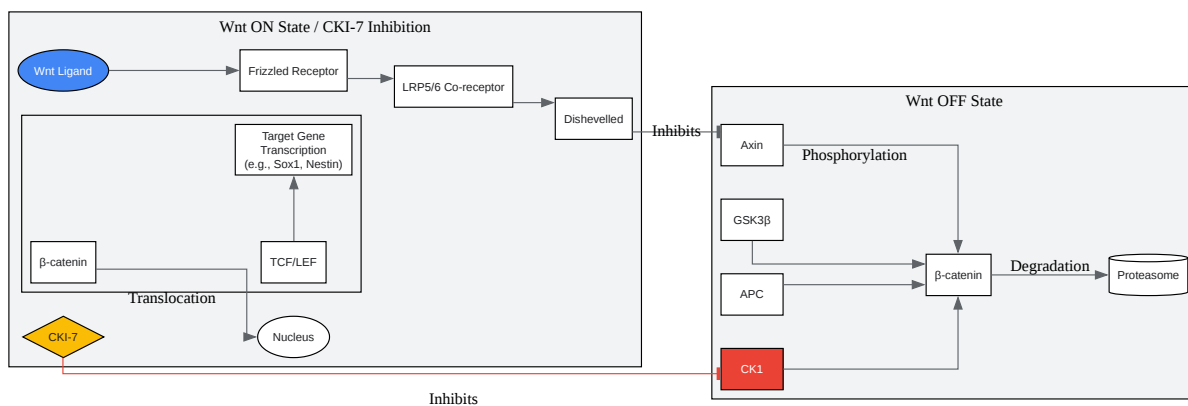 Wnt ON State / CKI-7 Inhibition
Wnt Ligand
Frizzled Receptor
LRP5/6 Co-receptor
Dishevelled
Target Gene
Transcription
(e.g., Sox1, Nestin)
β-catenin
TCF/LEF
Translocation
CKI-7
Nucleus
Inhibits
Inhibits
Wnt OFF State
Axin
Phosphorylation
GSK3β
β-catenin
Degradation
Proteasome
APC
CK1